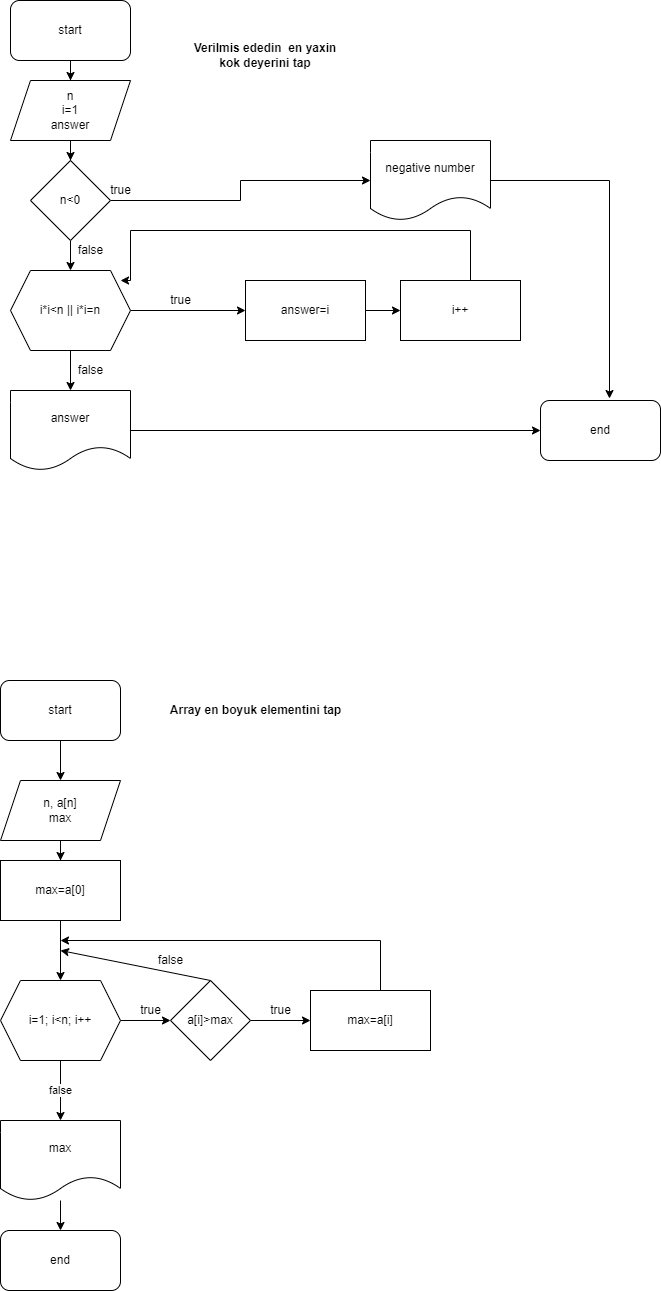 start
Verilmis ededin en yaxin
kok deyerini tap
n
i=1
answer
n<0
true
negative number
false
i*i<n || i*i=n
true
answer=i
i++
false
answer
end
start
Array en boyuk elementini tap
n, a[n]
max
max=a[0]
false
i=1; i<n; i++
true
a[i]>max
true
max=a[i]
false
max
end